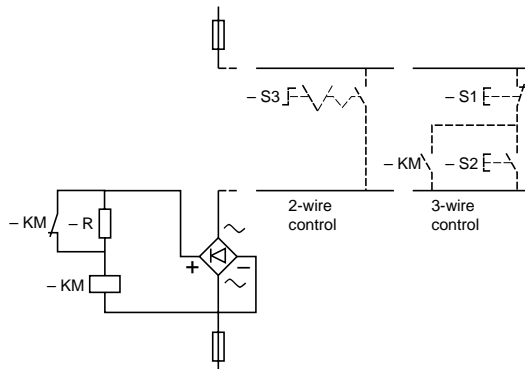 – S3
– S1
– KM
– S2
2-wire
control
3-wire
control
– KM
– R
– KM
+
–